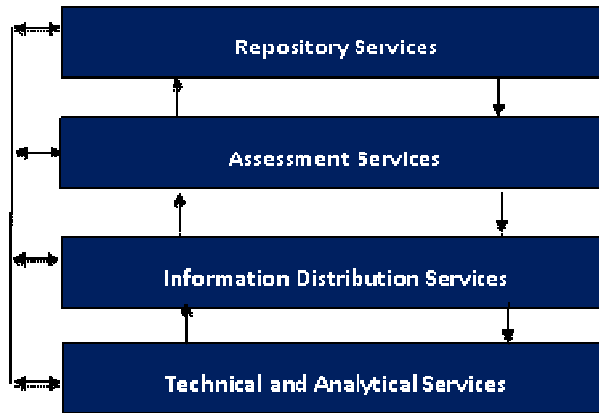 Repository Services
Assessment Services
Information Distribution Services
Technical and Analytical Services